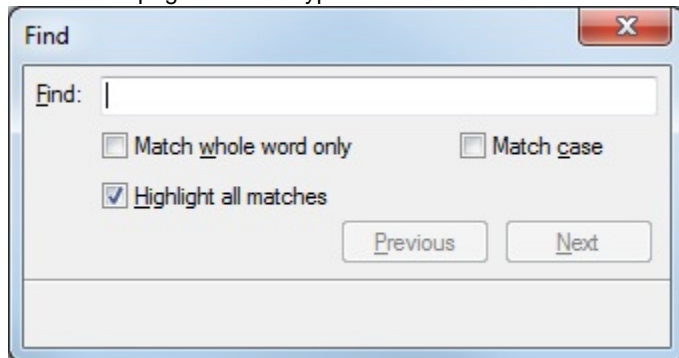 Find
Find:
Match whole word only
Match case
Highlight all matches
Previous
Next